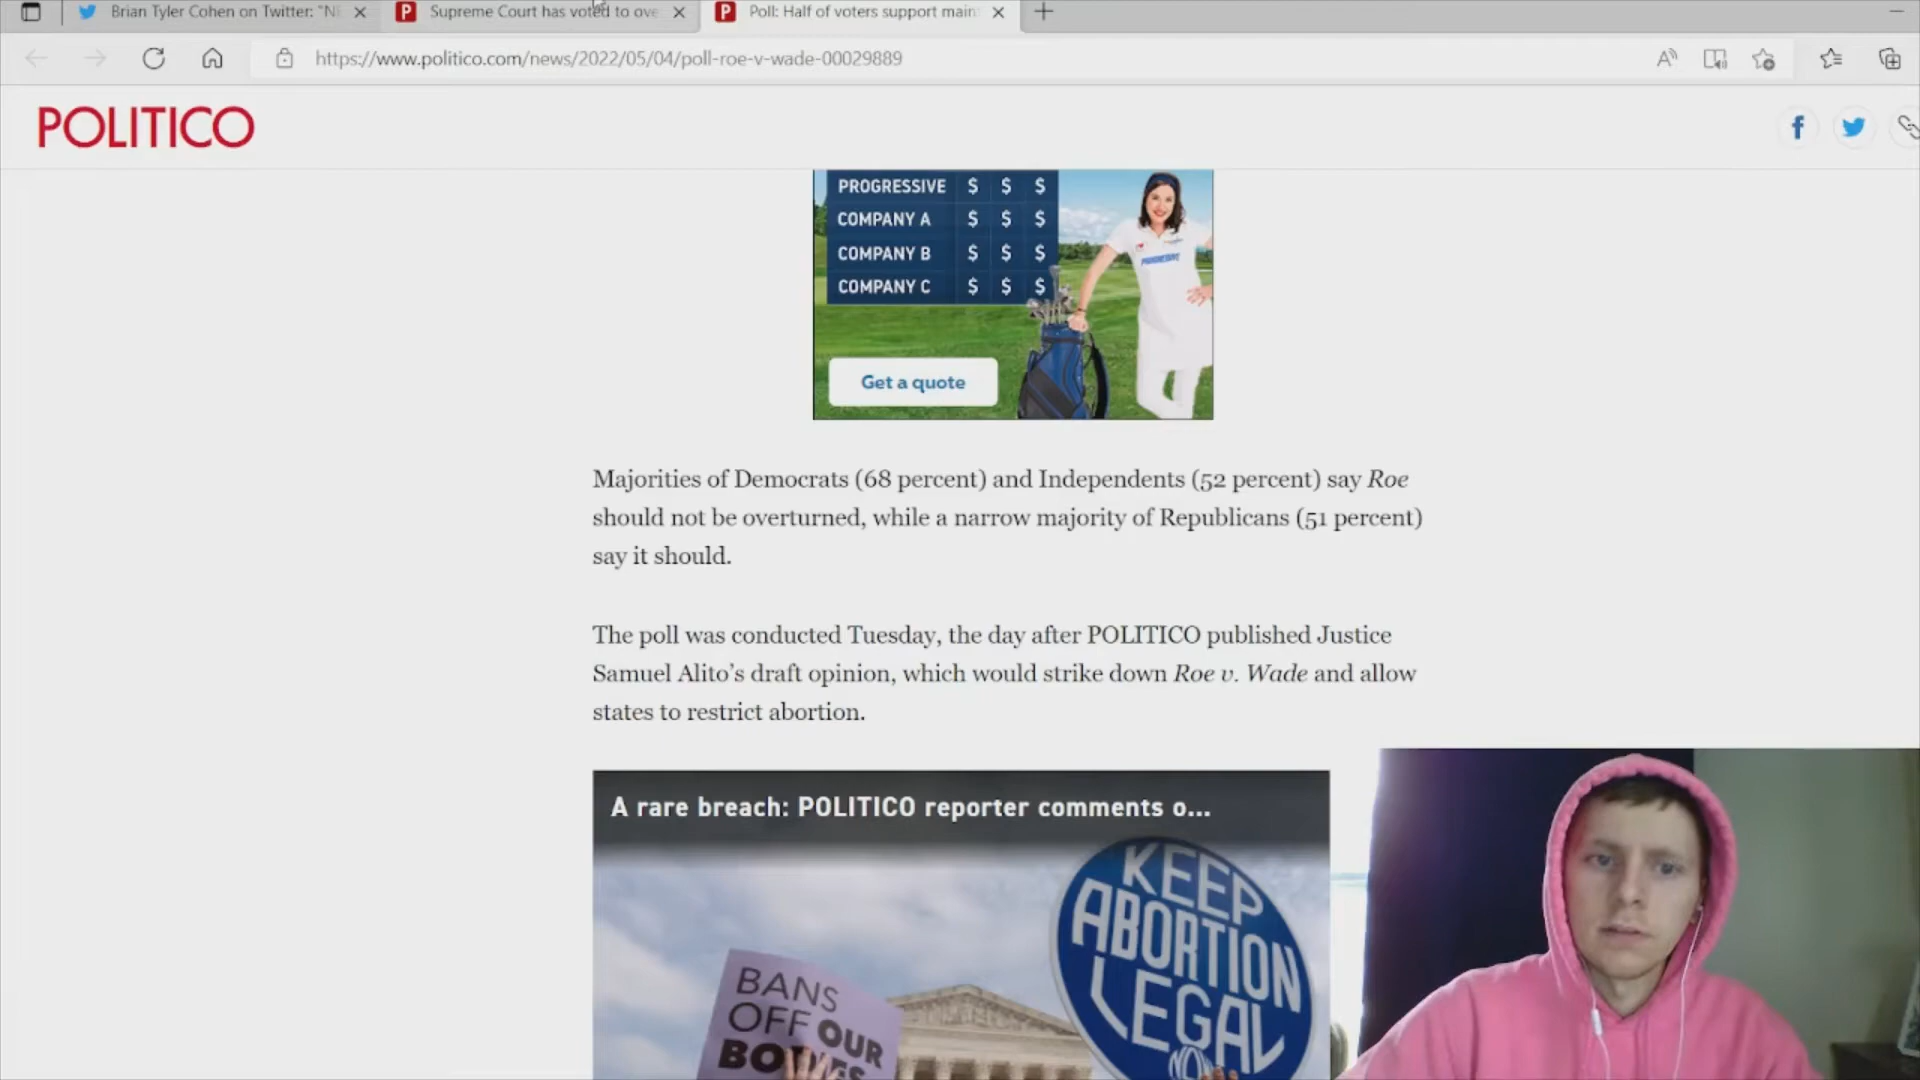 Brian Tyler Cohen on Twitter: "NE
Supreme Court has voted to ove
Poll: Half of voters support main
https://www.politico.com/news/2022/05/04/poll-roe-v-wade-00029889
POLITICO
PROGRESSIVE $ $ $
COMPANY A $ $ $
COMPANY B $ $ $
COMPANY C $ $ $
PROGRESSIVE
Get a quote
Majorities of Democrats (68 percent) and Independents (52 percent) say Roe
should not be overturned, while a narrow majority of Republicans (51 percent)
say it should.
The poll was conducted Tuesday, the day after POLITICO published Justice
Samuel Alito’s draft opinion, which would strike down Roe v. Wade and allow
states to restrict abortion.
A rare breach: POLITICO reporter comments o...
KEEP
ABORTION
LEGAL
BANS
OFF OUR
BODIES